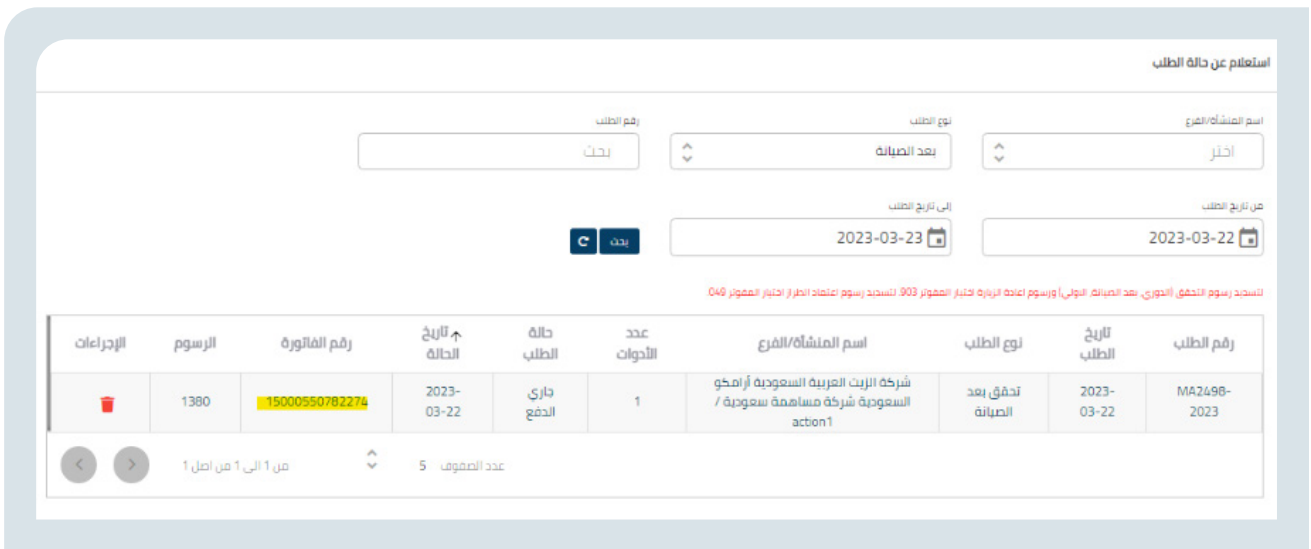 استعلام عن حالة الطلب
اسم المنشأة/الفرع
نوع الطلب
رقم الطلب
اختر
بعد الصيانة
بحث
من تاريخ الطلب
إلى تاريخ الطلب
2023-03-22
2023-03-23
بحث
لتسديد رسوم التحقق (الدوري, بعد الصيانة, الاولي) ورسوم اعادة الزيارة اختيار المفوتر 903. لتسديد رسوم اعتماد الطراز اختيار المفوتر 049.
رقم الطلب
تاريخ
الطلب
نوع الطلب
اسم المنشأة/الفرع
عدد
الأدوات
حالة
الطلب
تاريخ
الحالة
رقم الفاتورة
الرسوم
الإجراءات
MA2498-
2023
2023-
03-22
تحقق بعد
الصيانة
شركة الزيت العربية السعودية أرامكو
السعودية شركة مساهمة سعودية /
action1
1
جاري
الدفع
2023-
03-22
15000550782274
1380
عدد الصفوف 5
من 1 الى 1 من اصل 1